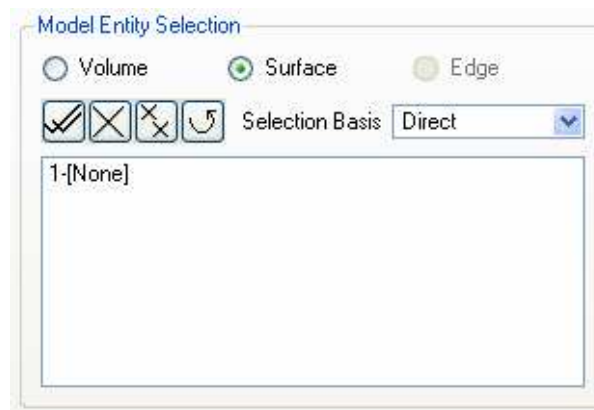 Model Entity Selection
Volume Surface Edge
Selection Basis Direct
1-[None]